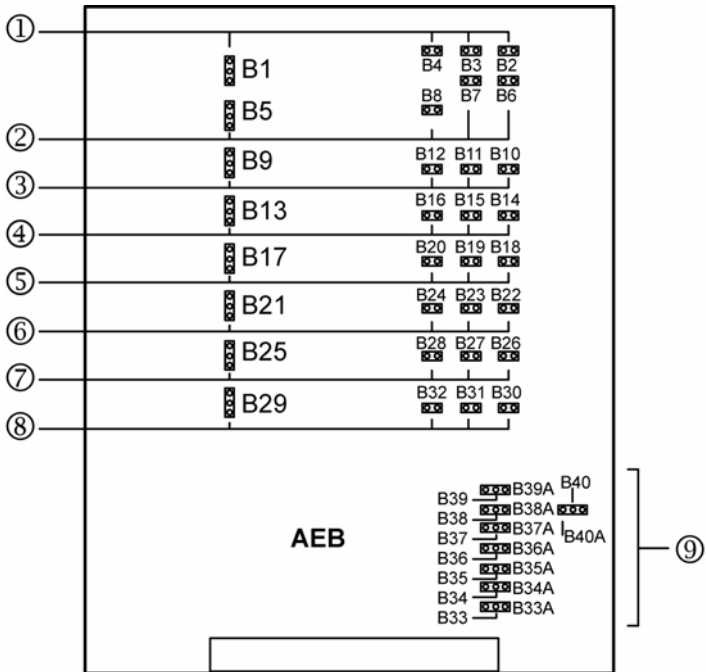 ①
B4 B3 B2
B1
B8 B7 B6
B5
②
B12 B11 B10
B9
③
B16 B15 B14
B13
④
B20 B19 B18
B17
⑤
B24 B23 B22
B21
⑥
B28 B27 B26
B25
⑦
B32 B31 B30
B29
⑧
B39 B39A B40
B38 B38A
B37 B37A B40A
B36 B36A
B35 B35A
B34 B34A
B33 B33A
AEB
⑨